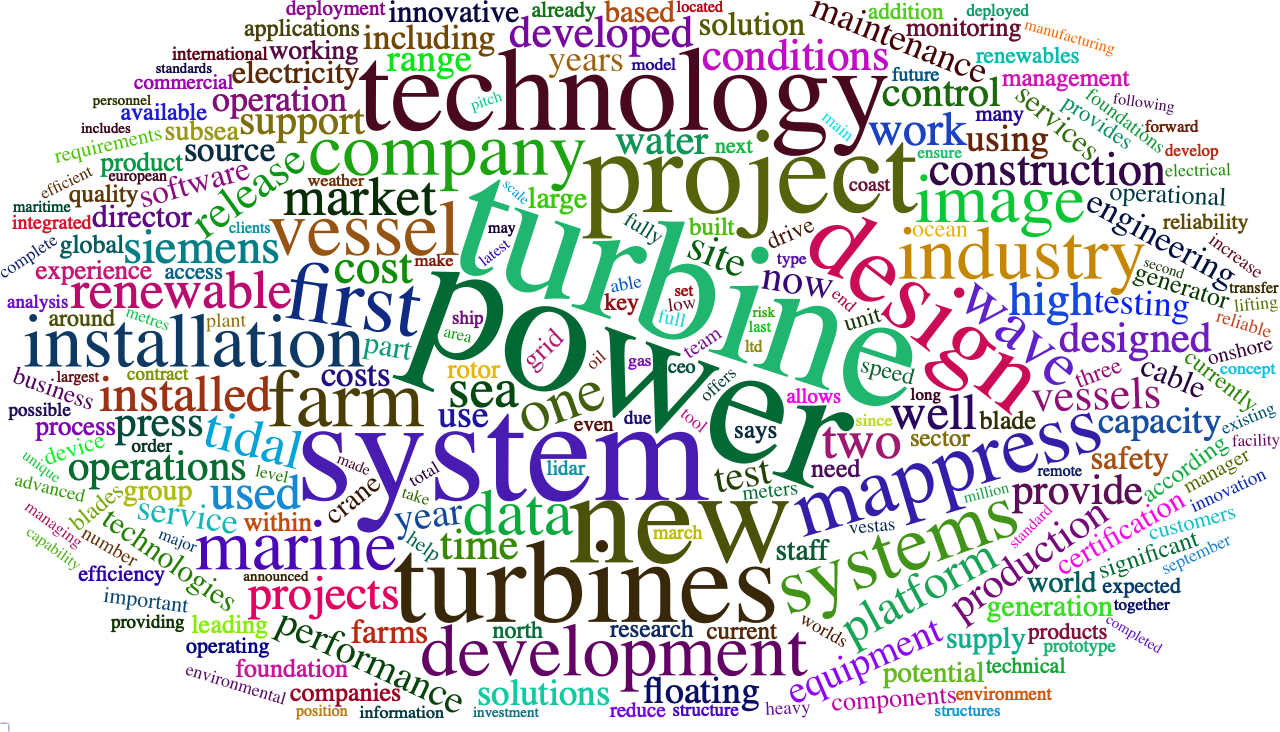 deployment
innovative
already
based
located
addition
deployed
applications
including
developed
solution
maintenance
monitoring
manufacturing
international
working
range
years
model
conditions
renewables
standards
electricity
technology
future
management
commercial
pitch
control
services
foundations
following
personnel
available
operation
support
main
work
many
provides
includes
requirements
subsea
company
water
next
project
using
forward
product
source
ensure
construction
develop
european
release
weather
electrical
efficient
quality
software
market
scale
large
coast
image
engineering
operational
maritime
integrated
director
vessel
turbine
fully
built
drive
design
ocean
reliability
complete
global
siemens
clients
may
latest
site
industry
increase
experience
access
cost
make
type
now
second
generator
transfer
analysis
renewable
first
power
able
key
set
low
end
wave
high
testing
lifting
metres
around
plant
ship
area
full
risk
last
unit
reliable
installation
part
grid
team
ltd
designed
onshore
business
largest
contract
costs
rotor
oil
gas
ceo
speed
three
cable
currently
concept
possible
installed
farm
sea
one
offers
allows
long
vessels
process
press
tidal
use
even
due
tool
says
since
well
blade
capacity
existing
device
order
system
two
sector
facility
unique
operations
level
made
total
lidar
test
need
mappress
remote
safety
according
manager
advanced
blades
group
used
crane
take
meters
million
provide
innovation
managing
service
within
year
data
new
march
vestas
systems
standard
production
certification
customers
capability
number
technologies
major
marine
help
time
staff
platform
significant
september
efficiency
announced
turbines
world
expected
important
projects
generation
together
providing
leading
performance
farms
north
research
current
worlds
equipment
supply
products
completed
operating
development
prototype
foundation
potential
technical
environmental
companies
solutions
floating
components
environment
position
information
investment
reduce
structure
heavy
structures